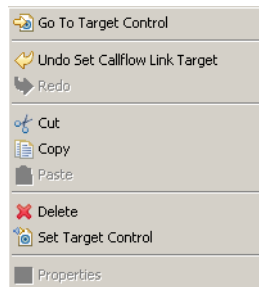 Go To Target Control
Undo Set Callflow Link Target
Redo
Cut
Copy
Paste
Delete
Set Target Control
Properties